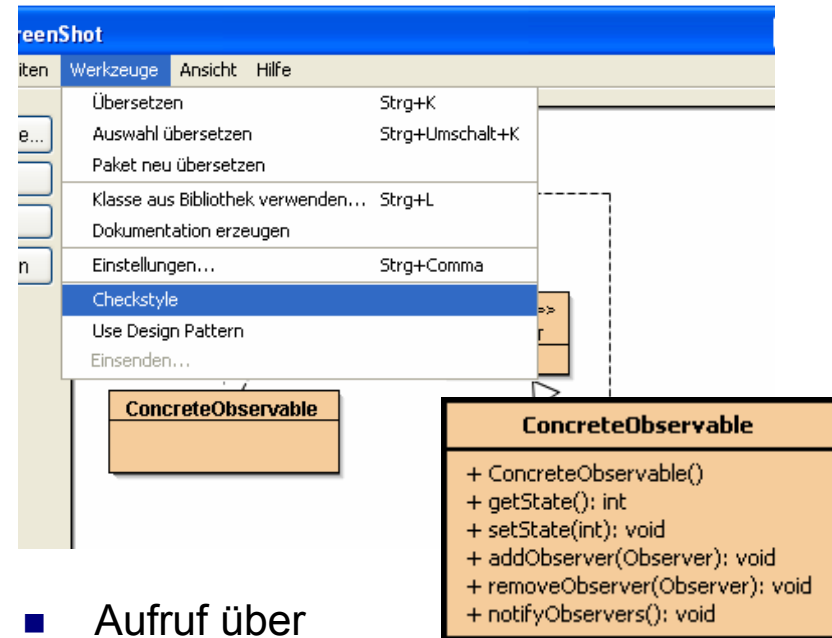 reenShot
iten Werkzeuge Ansicht Hilfe
Übersetzen Strg+K
e... Auswahl übersetzen Strg+Umschalt+K
Paket neu übersetzen
Klasse aus Bibliothek verwenden... Strg+L
Dokumentation erzeugen
n Einstellungen... Strg+Comma
Checkstyle
Use Design Pattern
Einsenden...
>>
r
ConcreteObservable
ConcreteObservable
+ ConcreteObservable()
+ getState(): int
+ setState(int): void
+ addObserver(Observer): void
+ removeObserver(Observer): void
+ notifyObservers(): void
Aufruf über